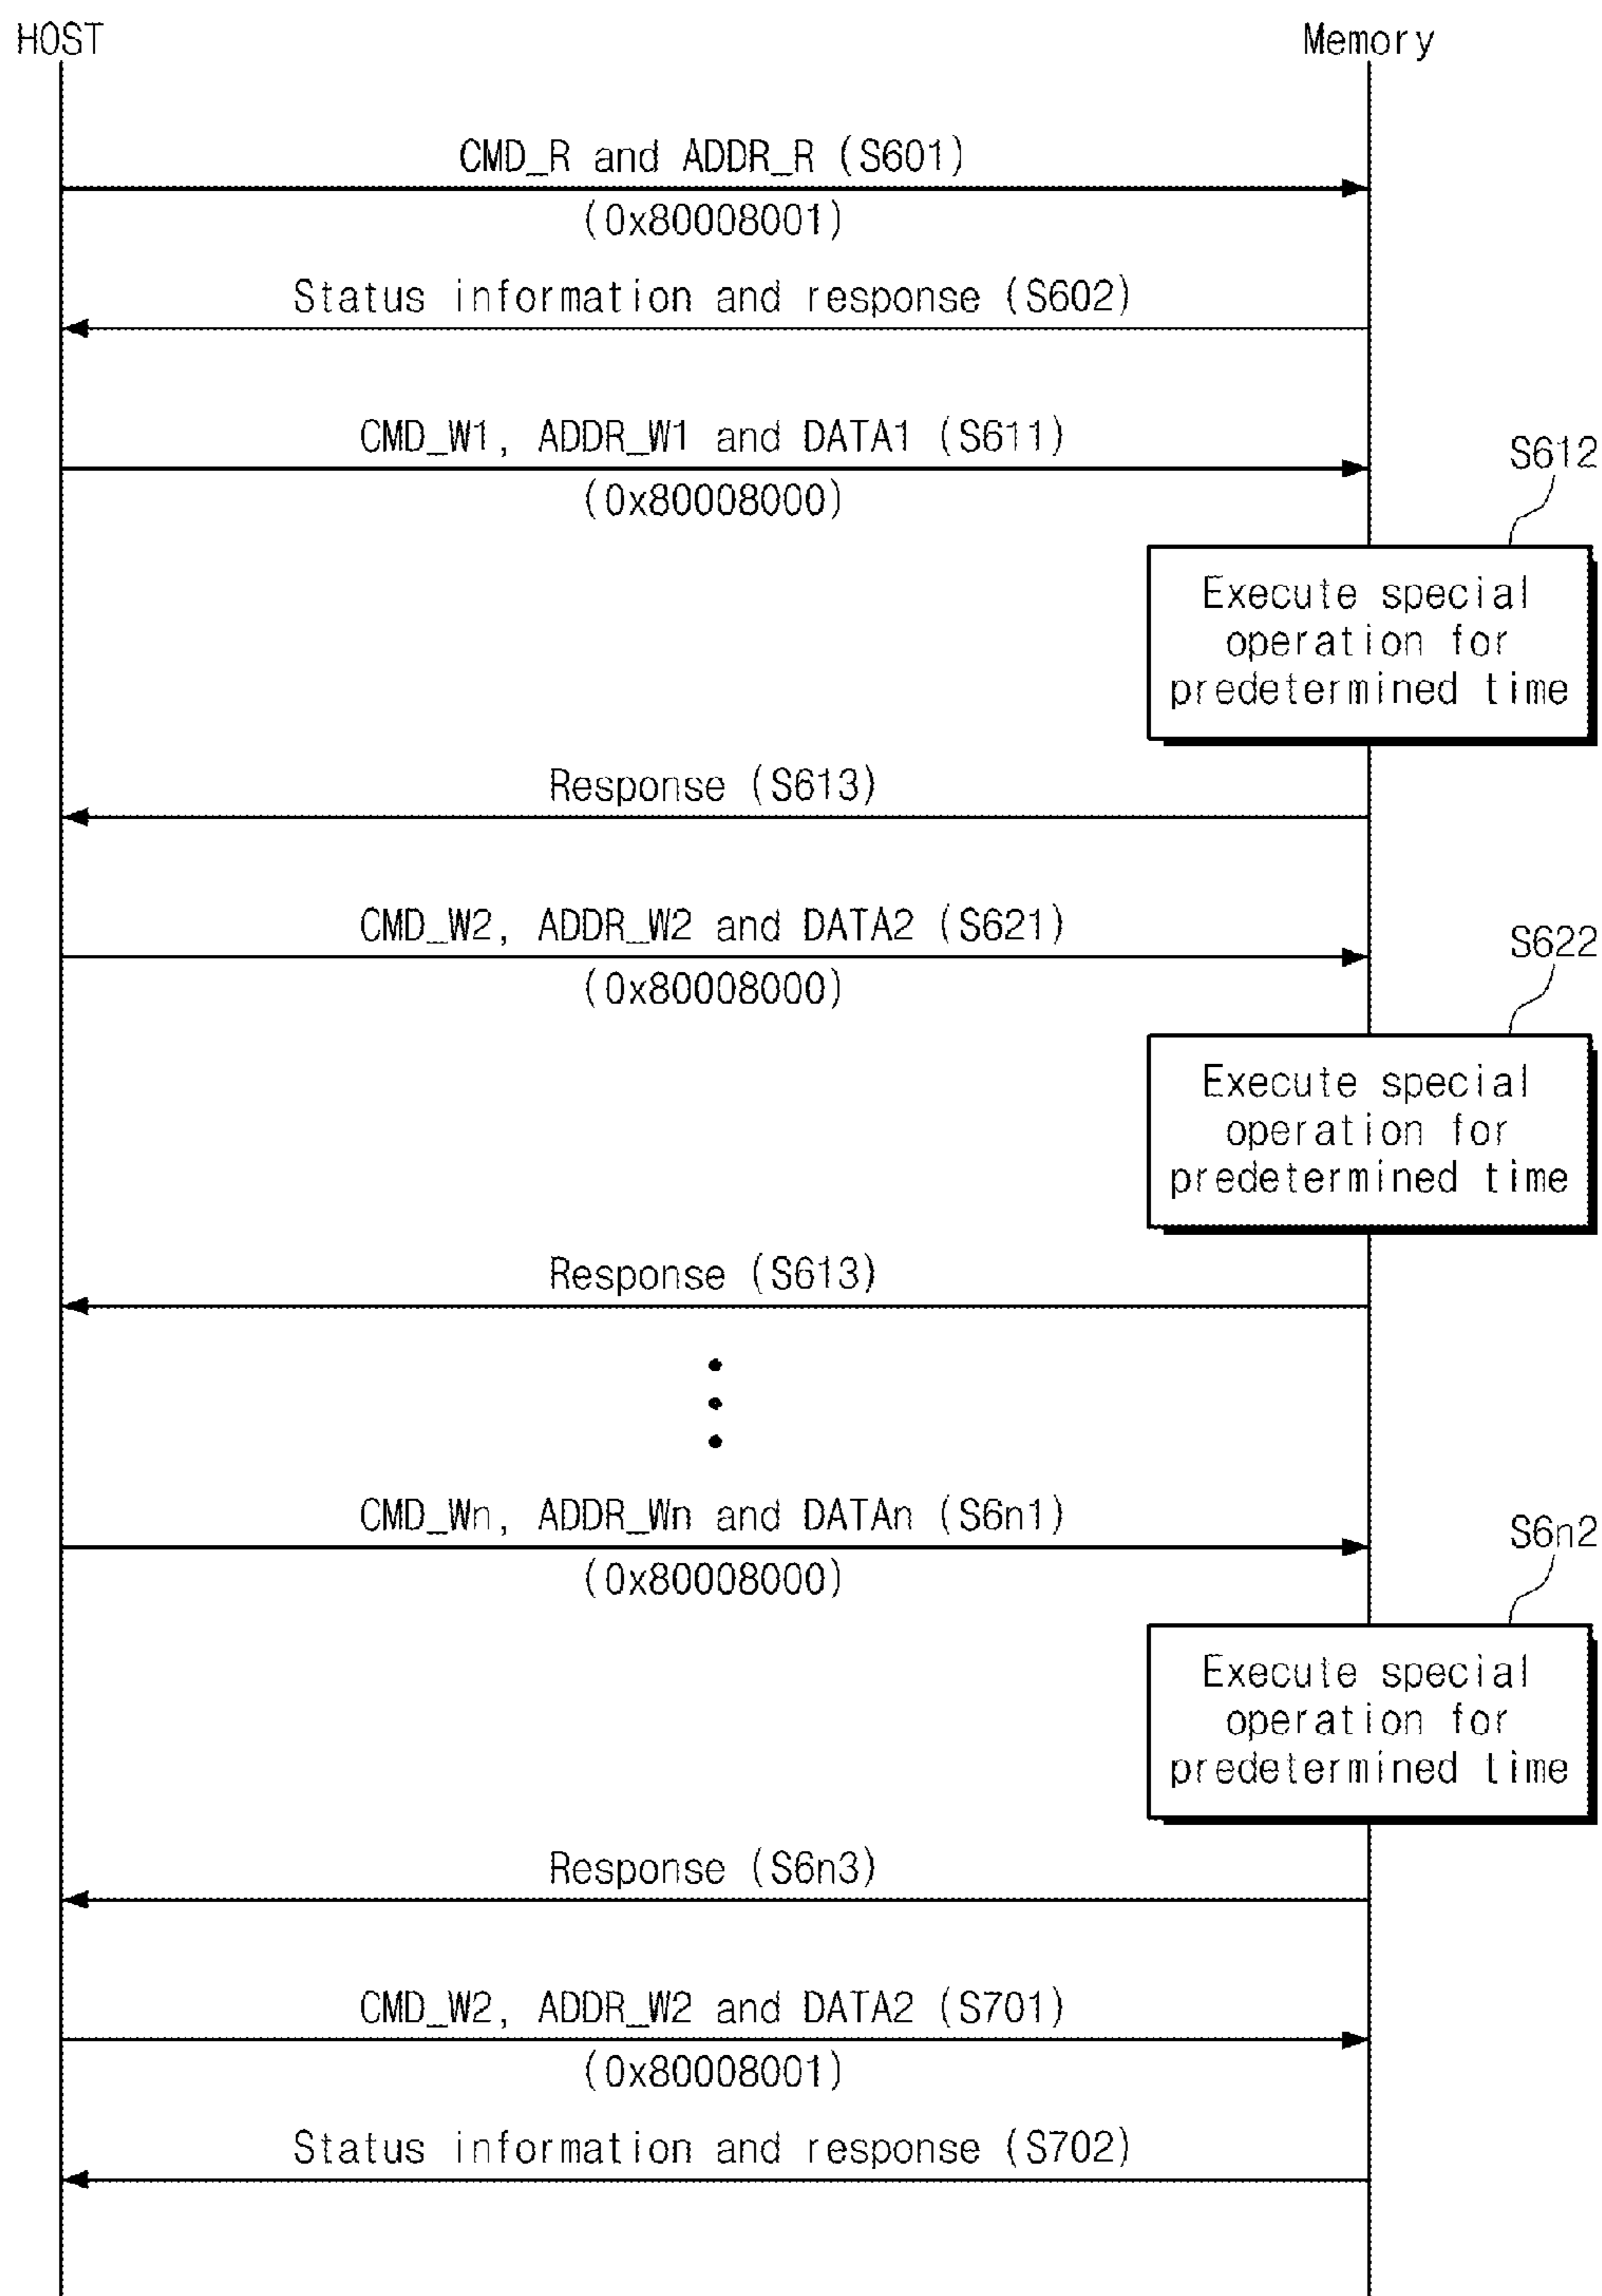 HOST
Memory
CMD_R and ADDR_R (S601)
(0x80008001)
Status information and response (S602)
CMD_W1, ADDR_W1 and DATA1 (S611)
(0x80008000)
S612
Execute special
operation for
predetermined time
Response (S613)
CMD_W2, ADDR_W2 and DATA2 (S621)
(0x80008000)
S622
Execute special
operation for
predetermined time
Response (S613)
CMD_Wn, ADDR_Wn and DATAn (S6n1)
(0x80008000)
S6n2
Execute special
operation for
predetermined time
Response (S6n3)
CMD_W2, ADDR_W2 and DATA2 (S701)
(0x80008001)
Status information and response (S702)